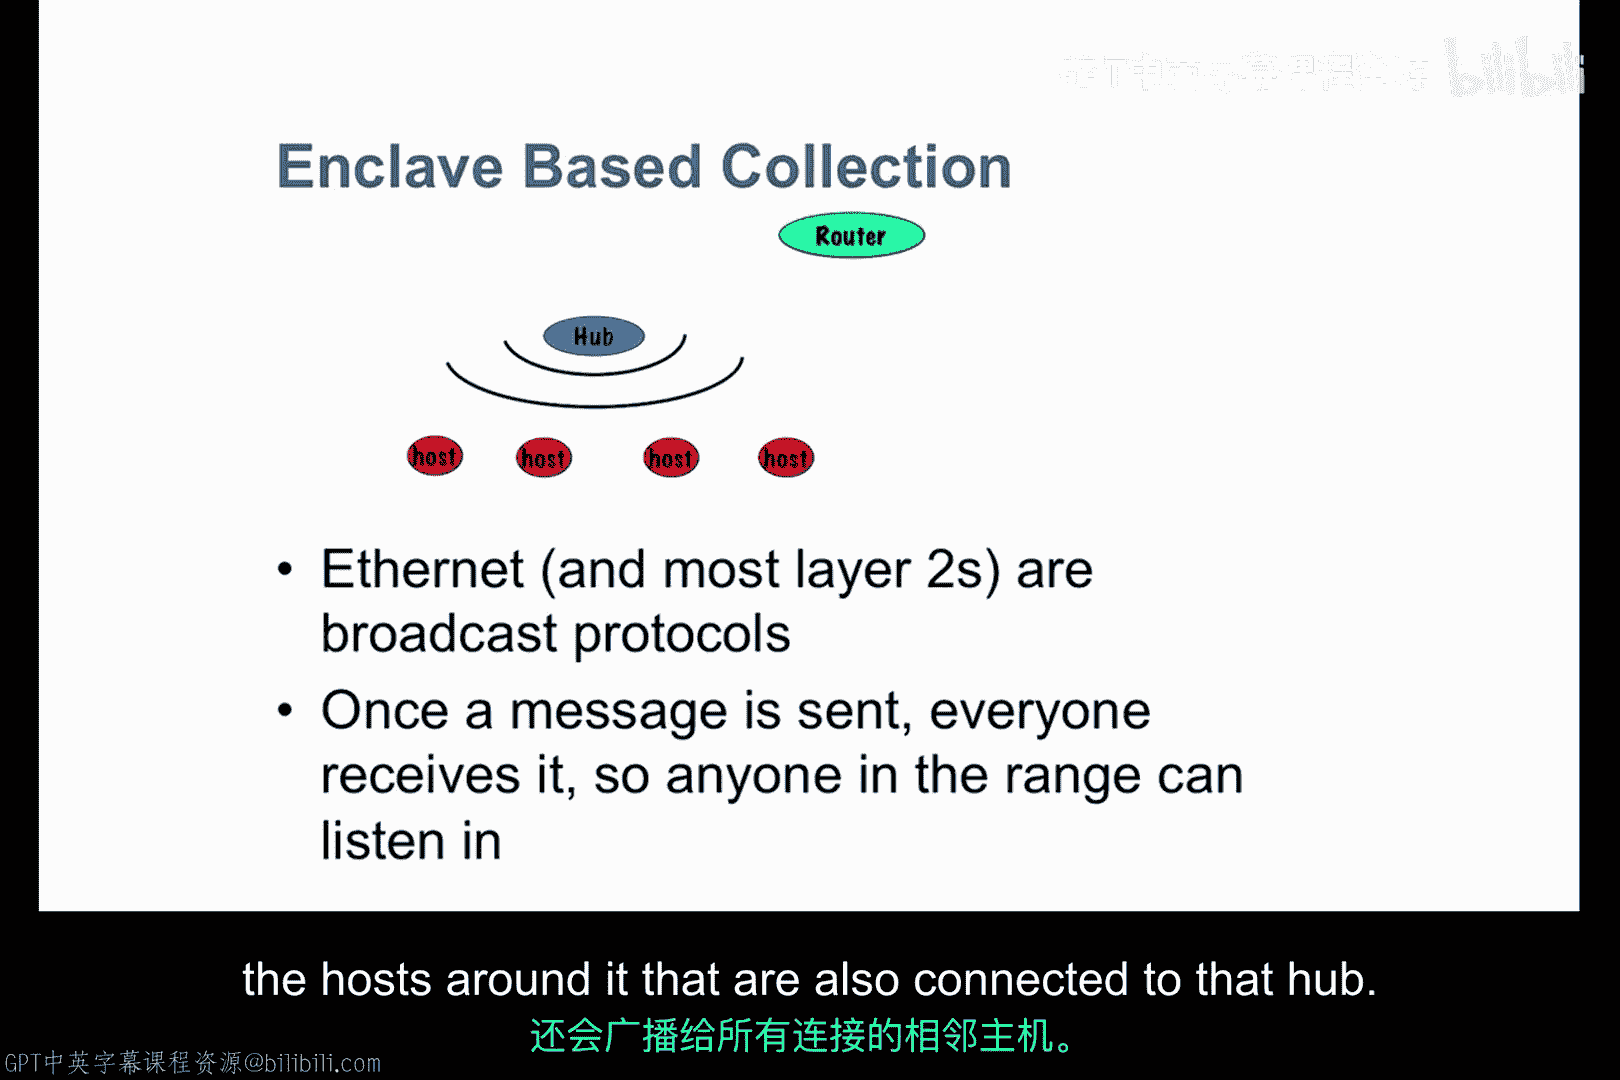 bilibili
Enclave Based Collection
Router
Hub
host host host host
• Ethernet (and most layer 2s) are
broadcast protocols
• Once a message is sent, everyone
receives it, so anyone in the range can
listen in
the hosts around it that are also connected to that hub.
还会广播给所有连接的相邻主机。
GPT中英字幕课程资源@bilibili.com